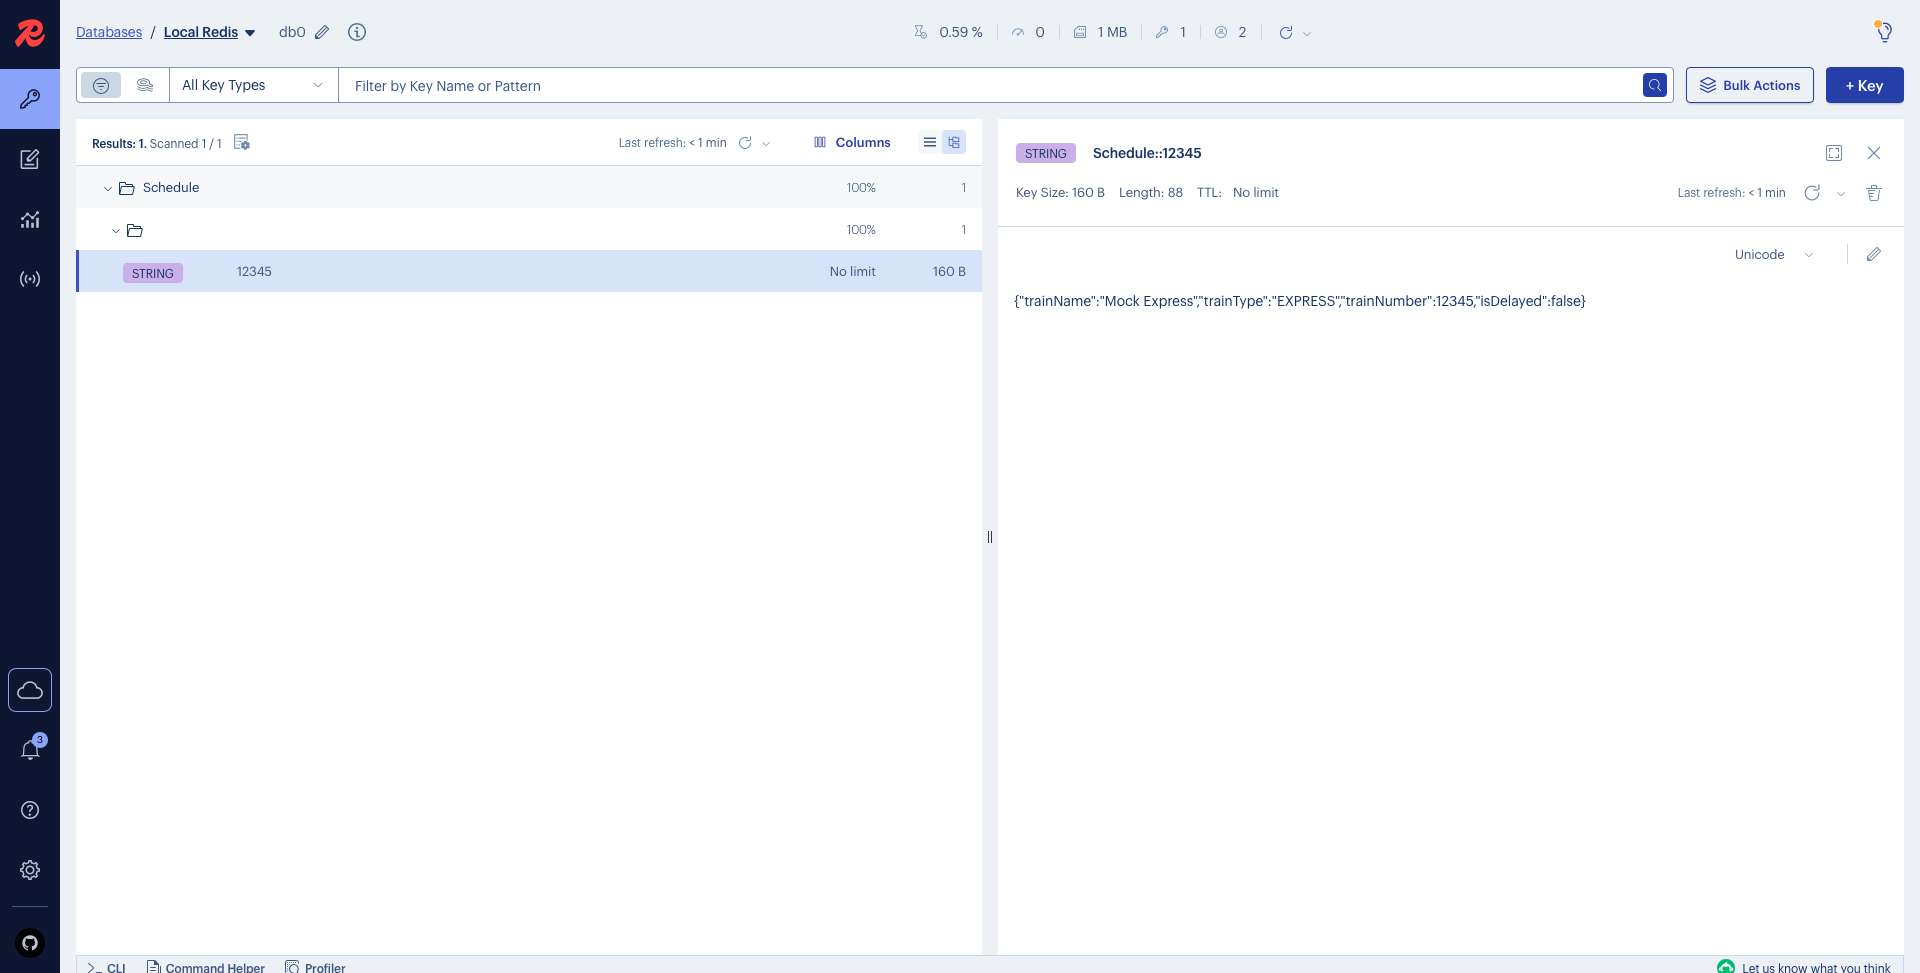 Databases / Local Redis db0 0.59 % 0 1 MB 1 2
All Key Types Filter by Key Name or Pattern Bulk Actions + Key
Results: 1. Scanned 1 / 1 Last refresh: < 1 min Columns
Schedule 100% 1
100% 1
STRING 12345 No limit 160 B
STRING Schedule::12345
Key Size: 160 B Length: 88 TTL: No limit Last refresh: < 1 min
Unicode
{"trainName":"Mock Express","trainType":"EXPRESS","trainNumber":12345,"isDelayed":false}
3
>_ CLI Command Helper Profiler Let us know what you think